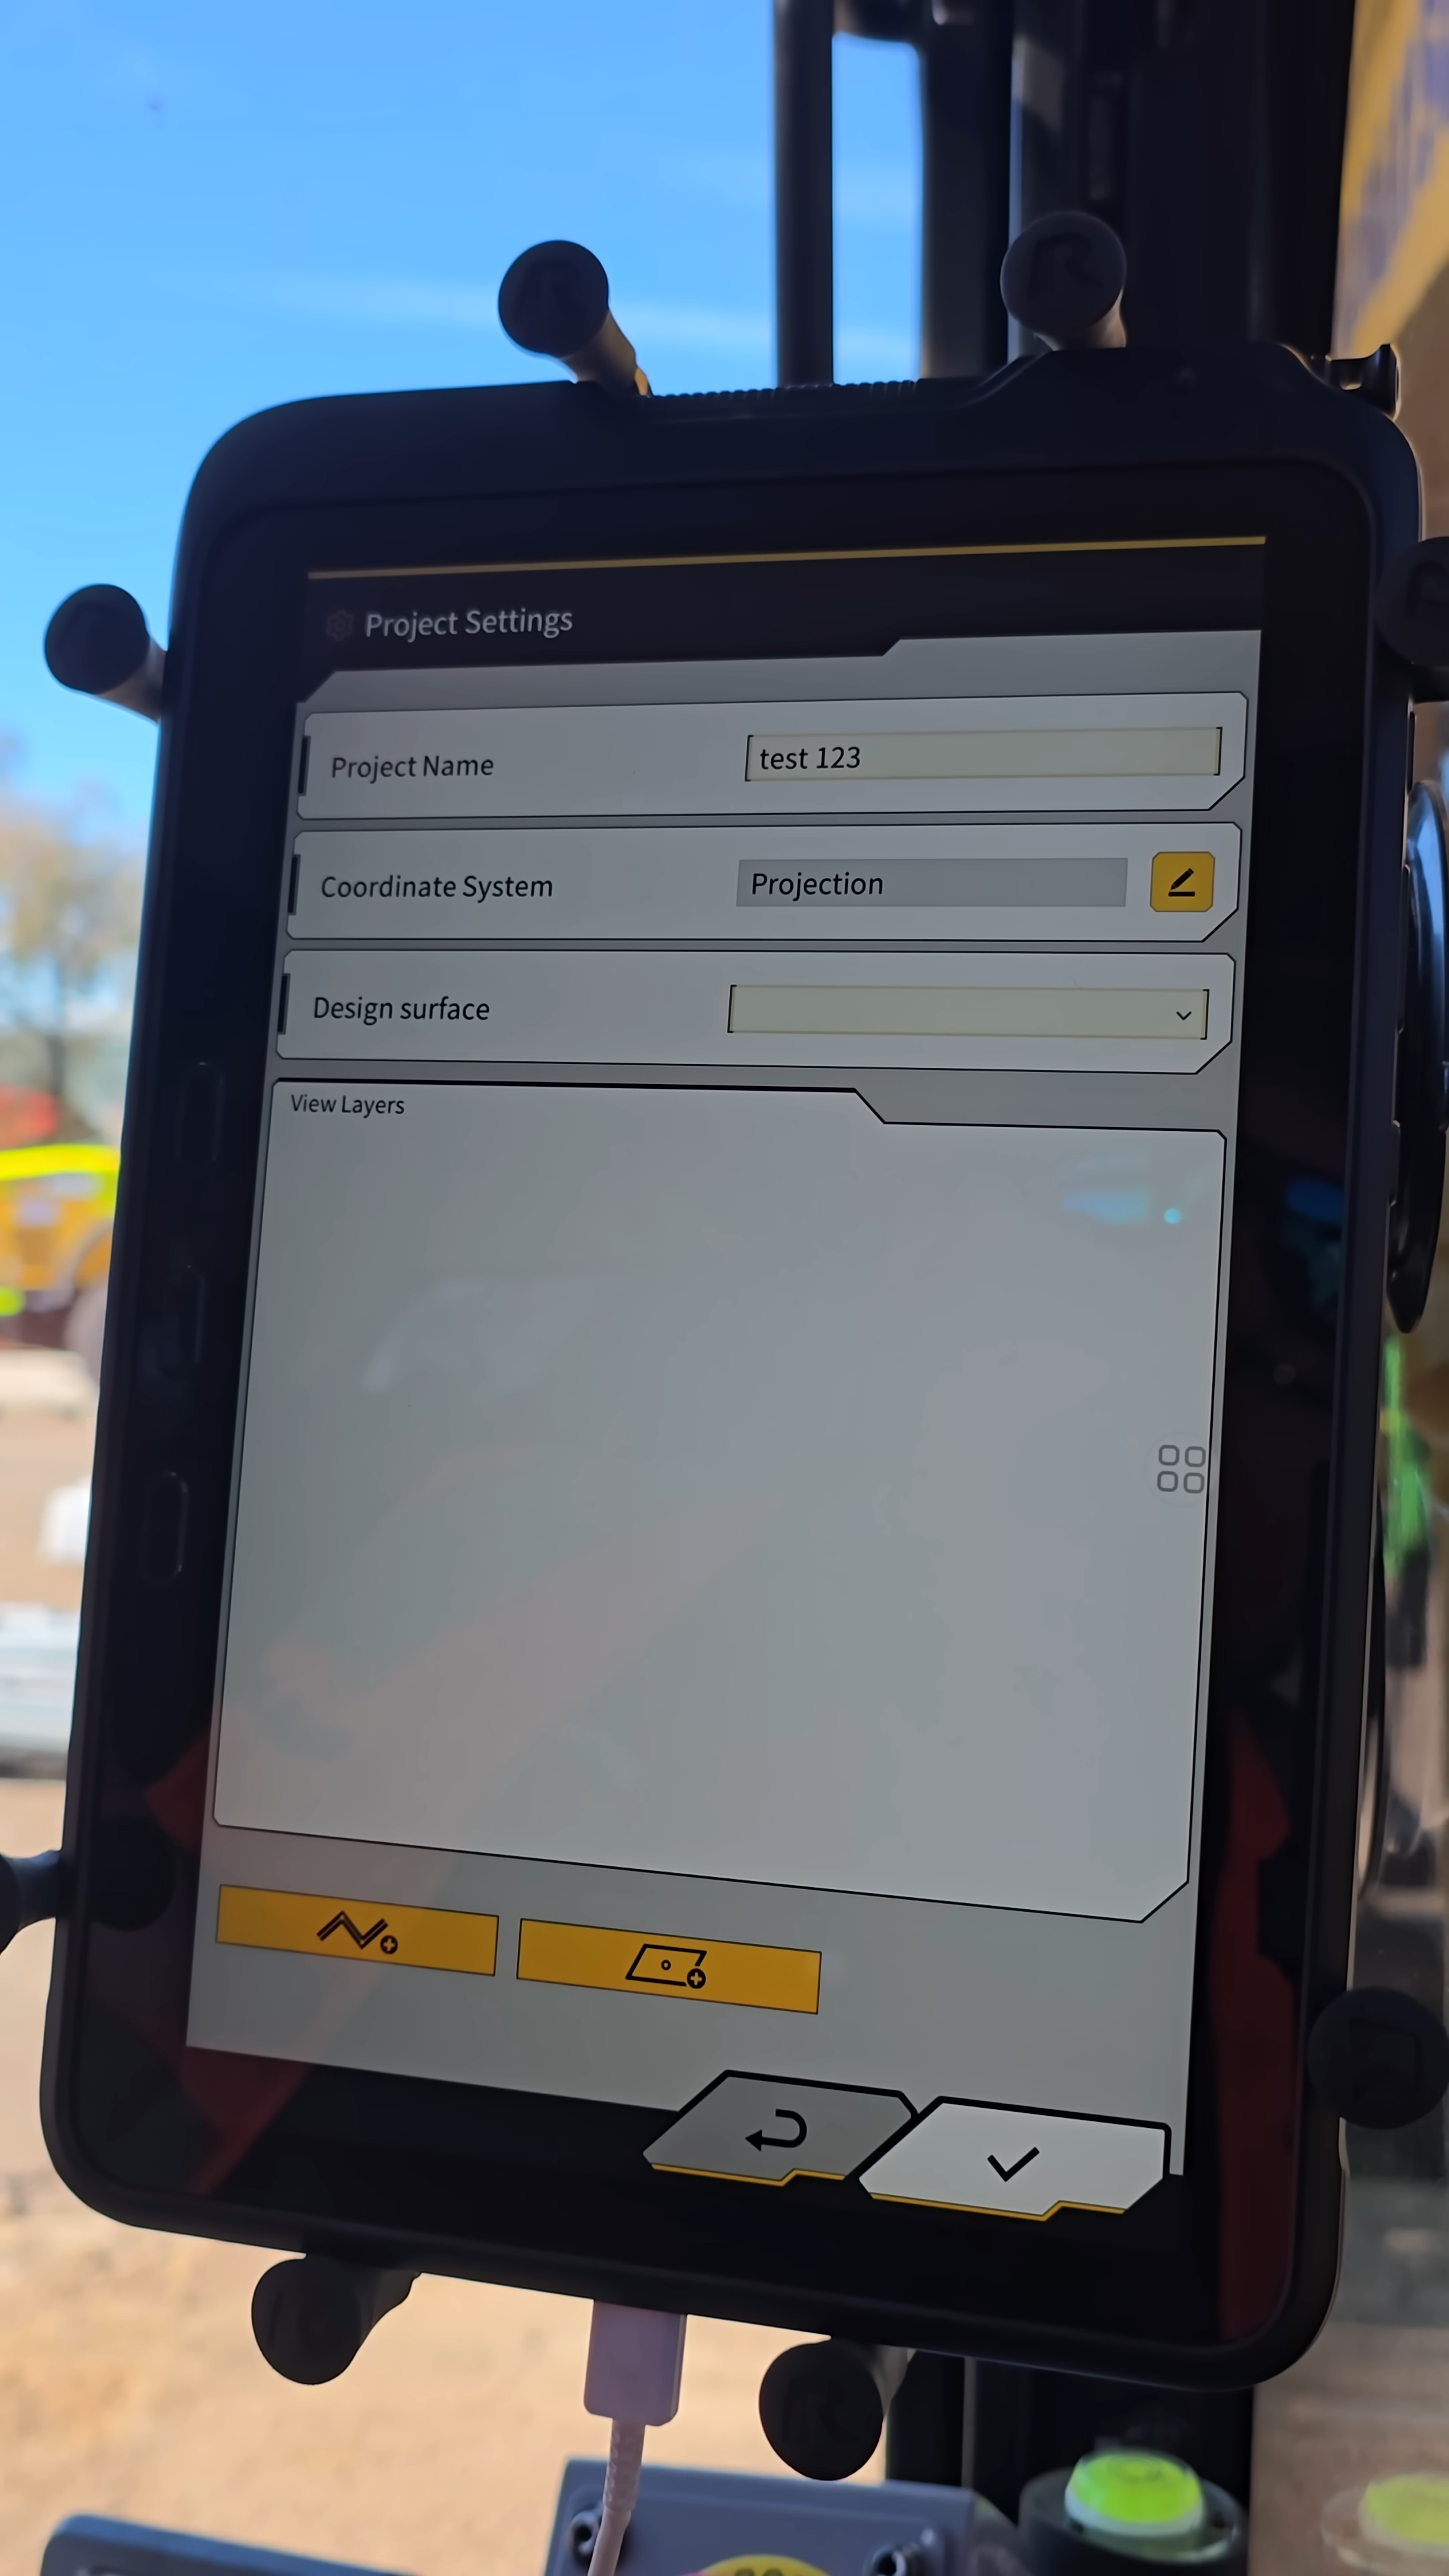 Project Settings
Project Name
test 123
Coordinate System
Projection
Design surface
View Layers